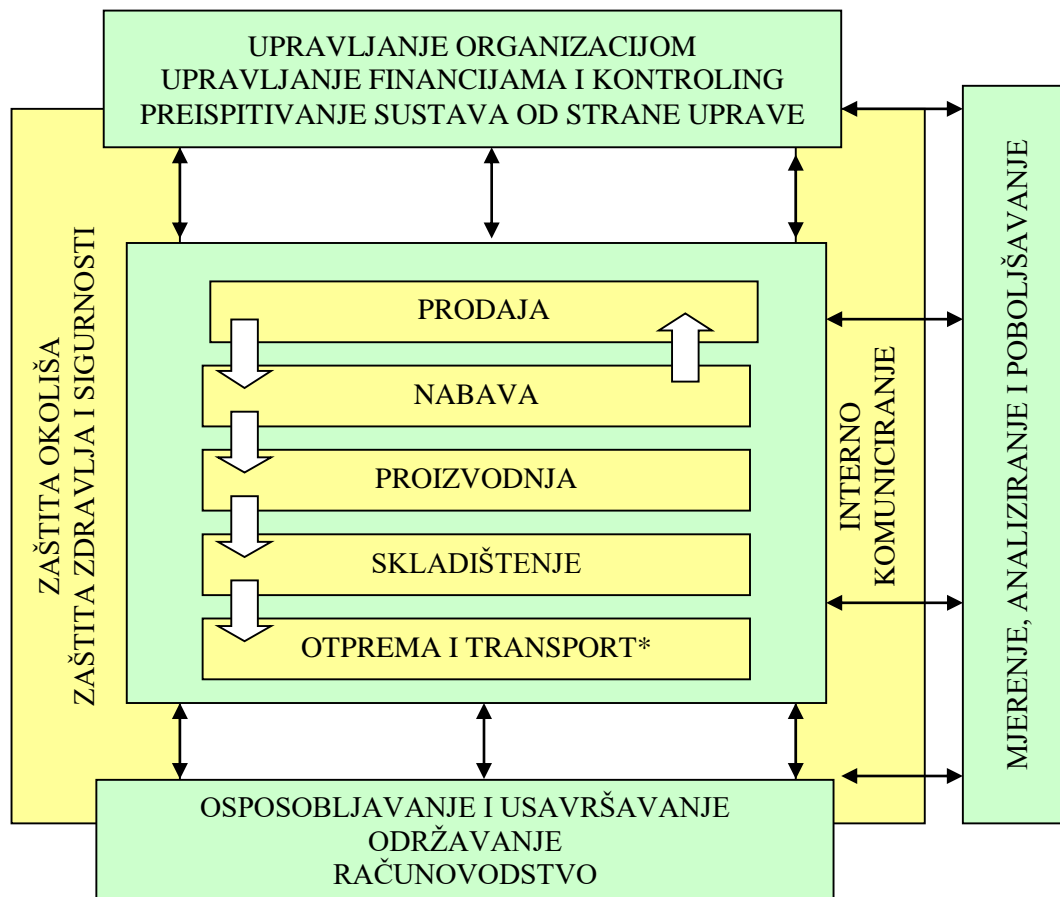 UPRAVLJANJE ORGANIZACIJOM
UPRAVLJANJE FINANCIJAMA I KONTROLING
PREISPITIVANJE SUSTAVA OD STRANE UPRAVE
ZAŠTITA OKOLIŠA
ZAŠTITA ZDRAVLJA I SIGURNOSTI
PRODAJA
NABAVA
PROIZVODNJA
SKLADIŠTENJE
OTPREMA I TRANSPORT*
INTERNO
KOMUNICIRANJE
MJERENJE, ANALIZIRANJE I POBOLJŠAVANJE
OSPOSOBLJAVANJE I USAVRŠAVANJE
ODRŽAVANJE
RAČUNOVODSTVO